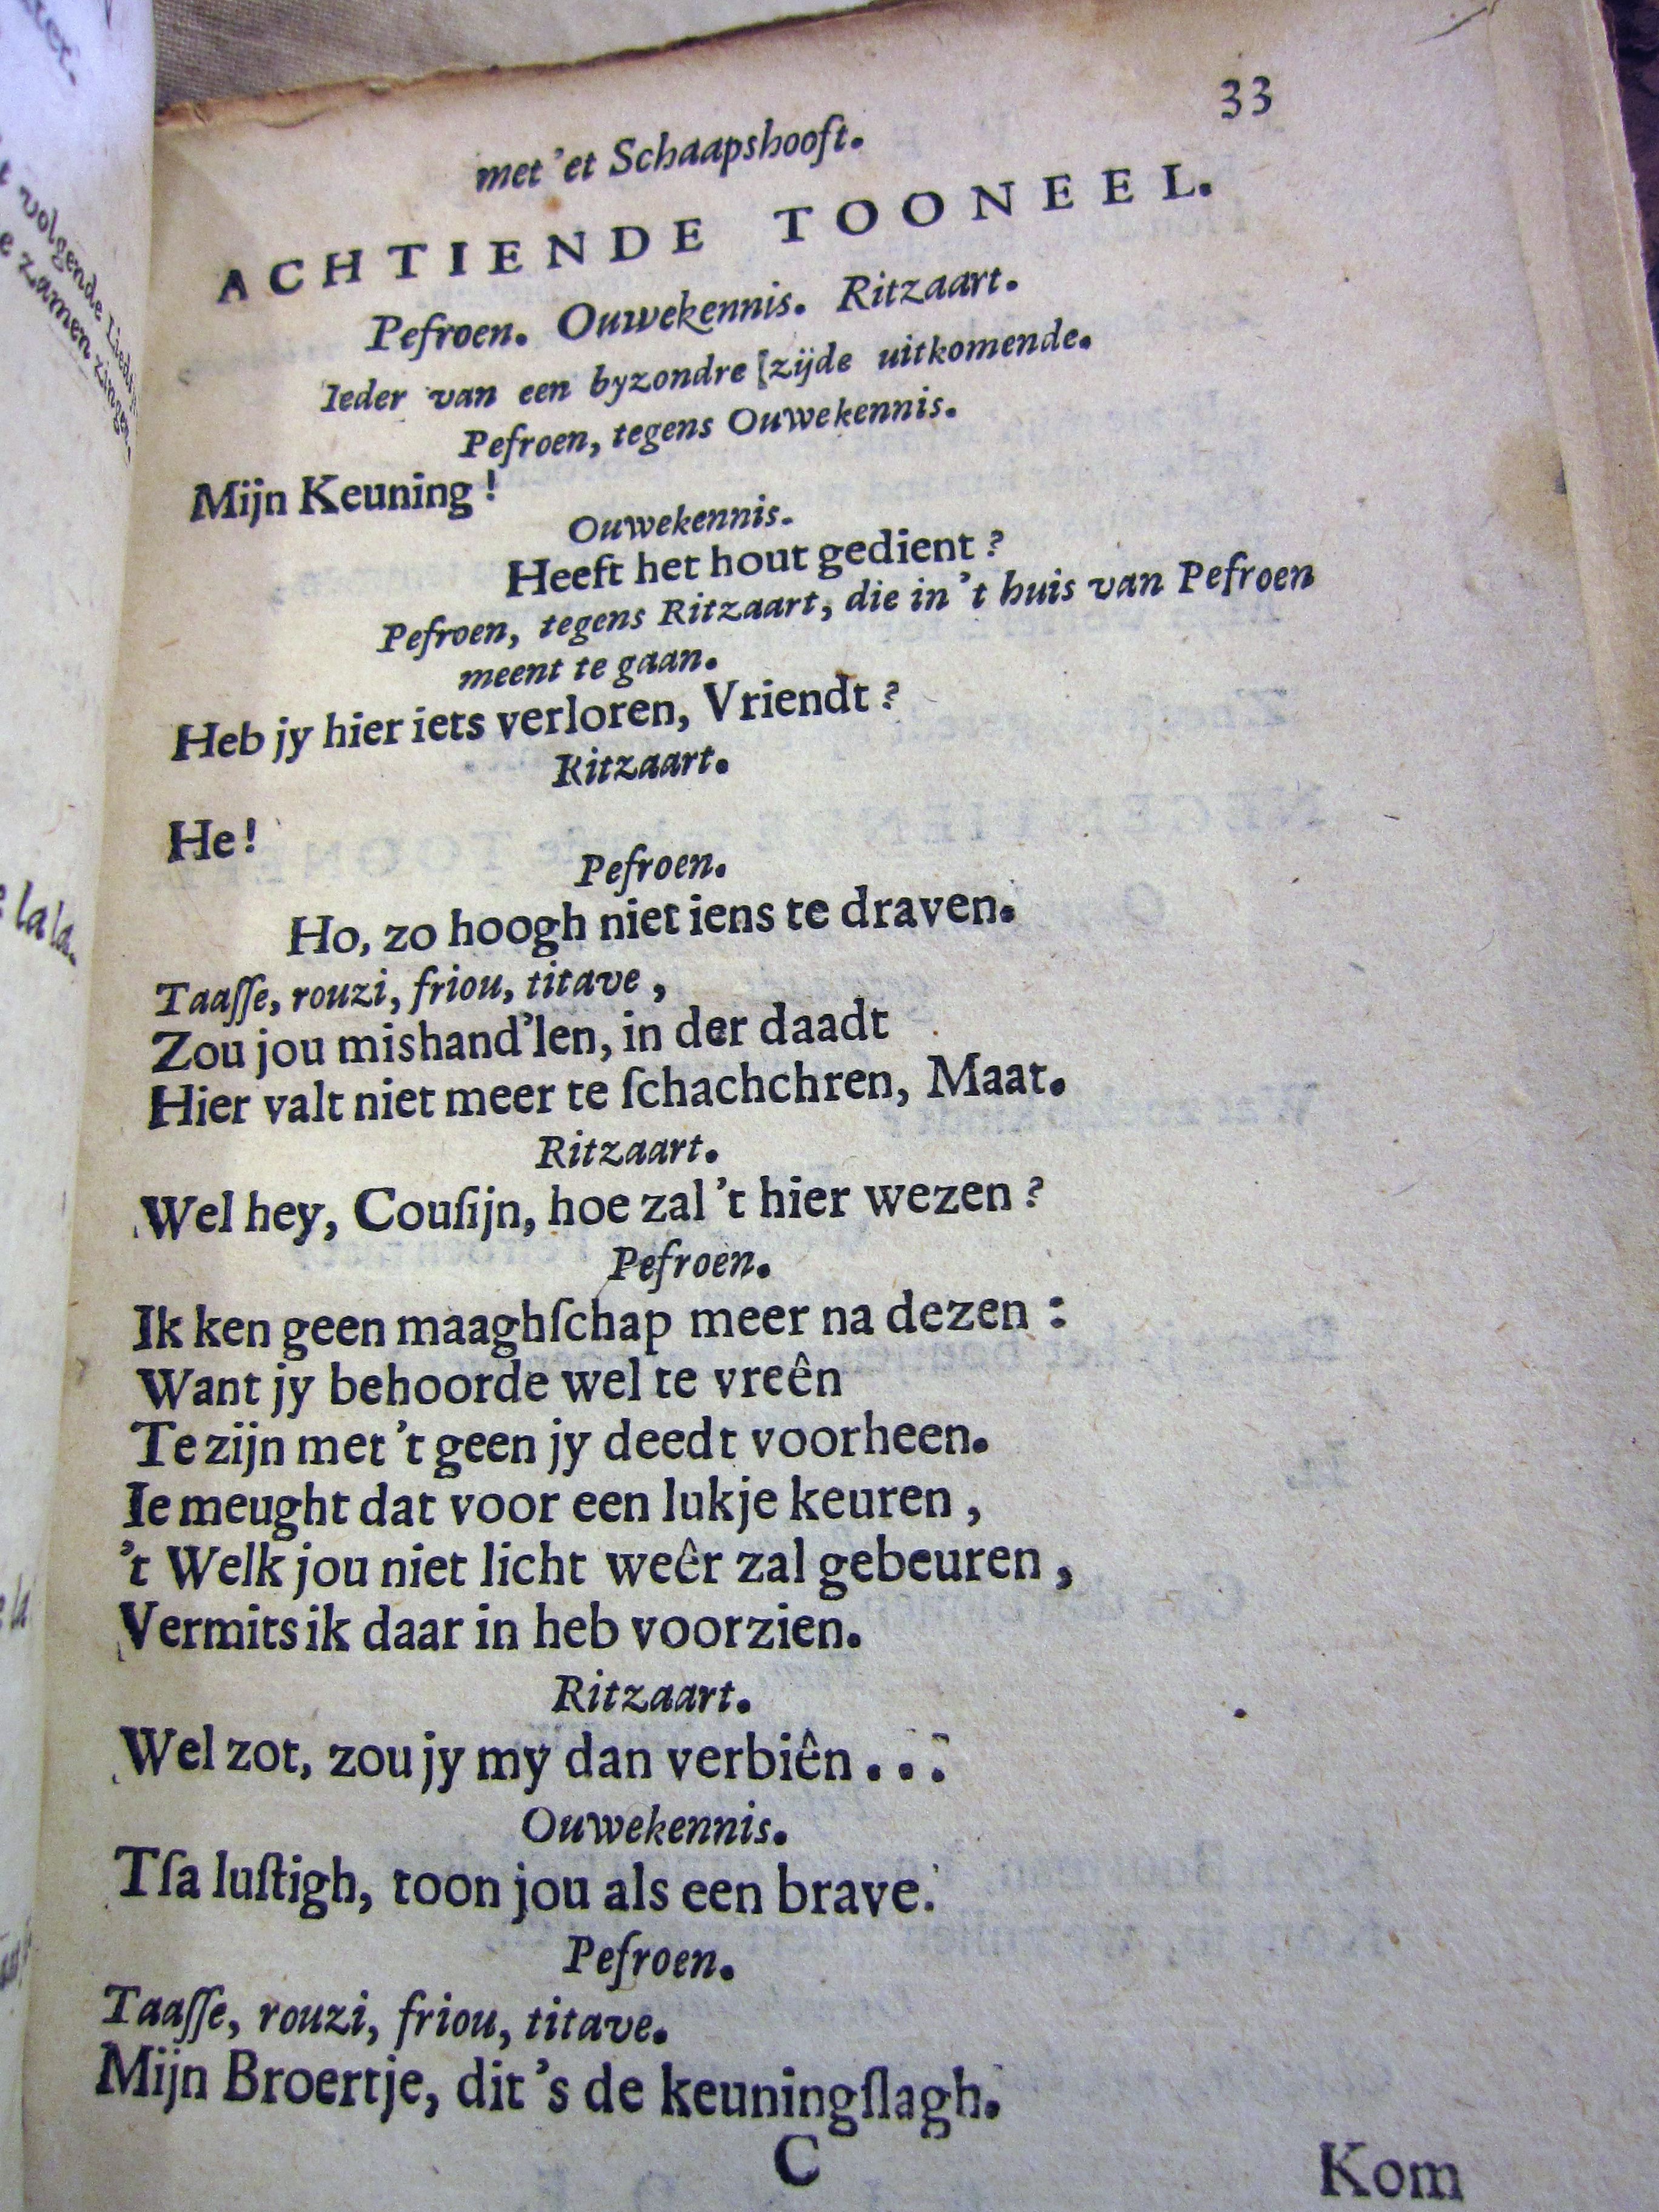 met 'et Schaapshooft.
33
ACHTIENDE TOONEEL.
Pefroen. Ouwekennis. Ritzaart.
Ieder van een byzondre [zijde uitkomende.
Pefroen, tegens Ouwekennis.
Mijn Keuning!
Ouwekennis.
Heeft het hout gedient?
Pefroen, tegens Ritzaart, die in 't huis van Pefroen
meent te gaan.
Heb jy hier iets verloren, Vriendt?
Ritzaart.
He!
Pefroen.
Ho, zo hoogh niet iens te draven.
Taaſſe, rouzi, friou, titave,
Zou jou mishand'len, in der daadt
Hier valt niet meer te ſchachchren, Maat.
Ritzaart.
Wel hey, Couſijn, hoe zal 't hier wezen?
Pefroen.
Ik ken geen maaghſchap meer na dezen:
Want jy behoorde wel te vreên
Te zijn met 't geen jy deedt voorheen.
Ie meught dat voor een lukje keuren,
't Welk jou niet licht weêr zal gebeuren,
Vermits ik daar in heb voorzien.
Ritzaart.
Wel zot, zou jy my dan verbiên...
Ouwekennis.
Tſa luſtigh, toon jou als een brave.
Pefroen.
Taaſſe, rouzi, friou, titave.
Mijn Broertje, dit 's de keuningſlagh.
C
Kom
volgende
zamen zingen.
la la.